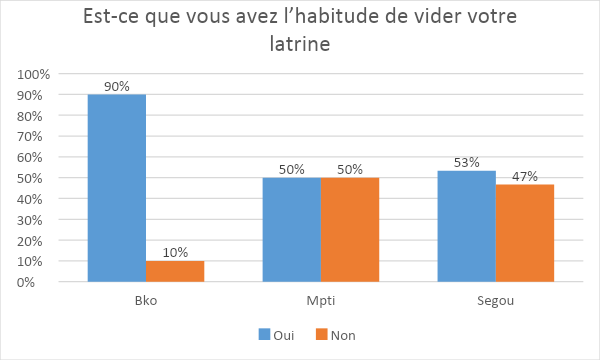 Est-ce que vous avez l’habitude de vider votre
latrine
100%
90%
80%
70%
60%
50%
40%
30%
20%
10%
0%
90%
10%
50%
50%
53%
47%
Bko
Mpti
Segou
Oui
Non